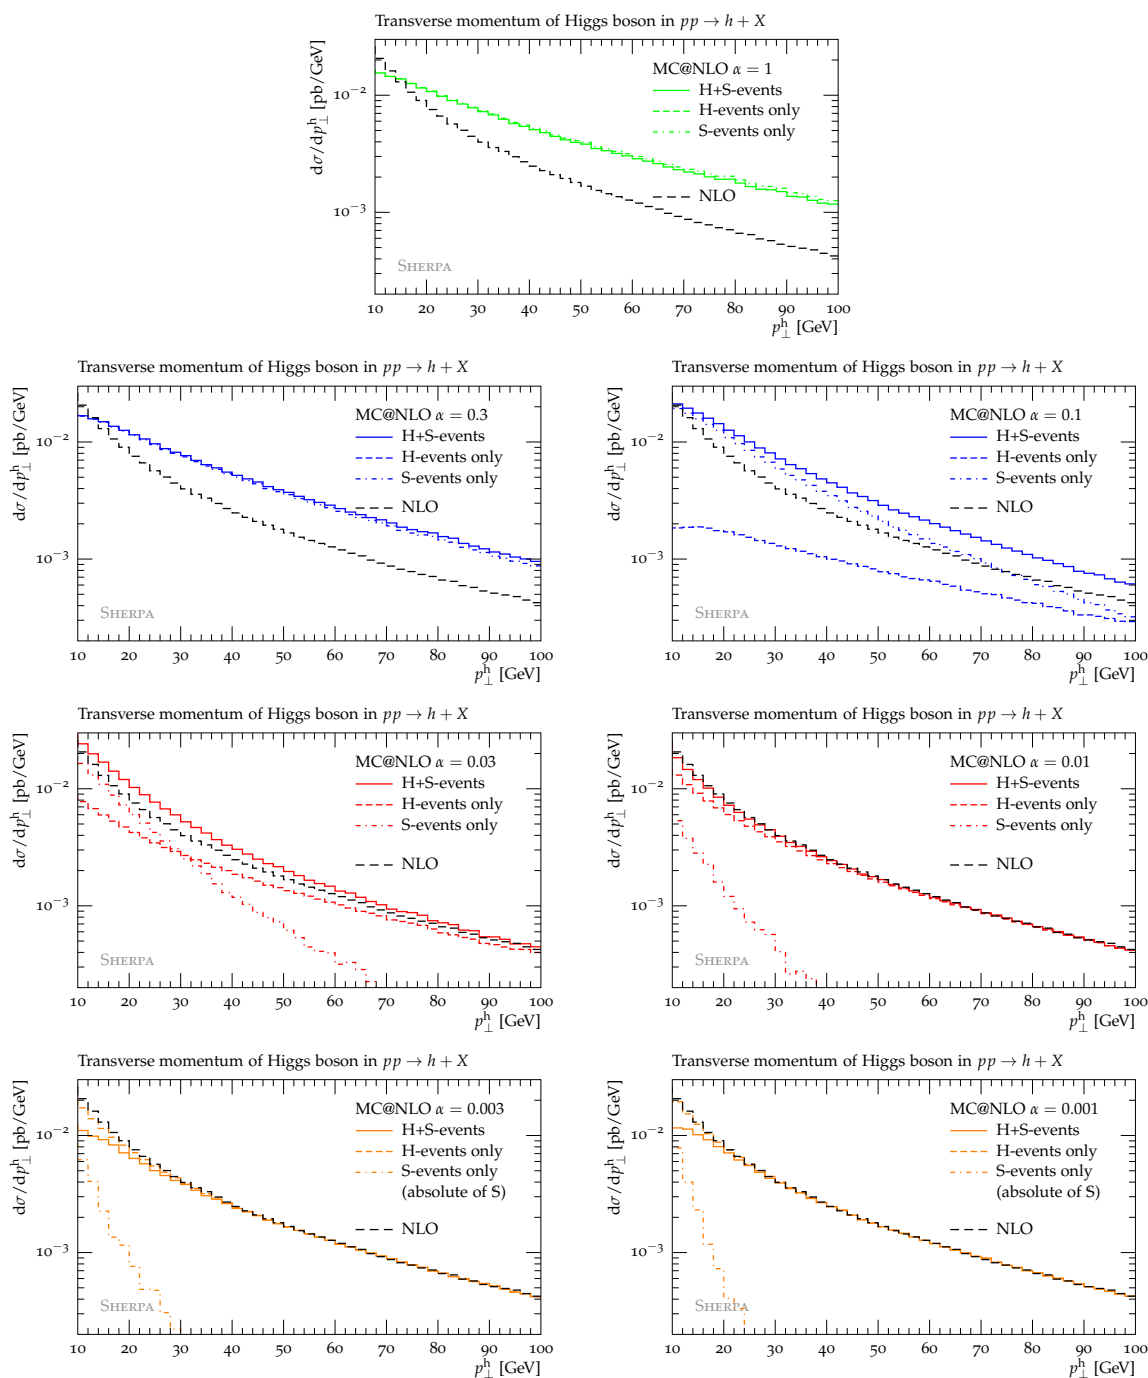 Transverse momentum of Higgs boson in pp → h + X
dσ/dp⊥^h [pb/GeV]
10^−2
10^−3
MC@NLO α = 1
H+S-events
H-events only
S-events only
NLO
SHERPA
10 20 30 40 50 60 70 80 90 100
p⊥^h [GeV]
Transverse momentum of Higgs boson in pp → h + X
dσ/dp⊥^h [pb/GeV]
10^−2
10^−3
MC@NLO α = 0.3
H+S-events
H-events only
S-events only
NLO
SHERPA
10 20 30 40 50 60 70 80 90 100
p⊥^h [GeV]
Transverse momentum of Higgs boson in pp → h + X
dσ/dp⊥^h [pb/GeV]
10^−2
10^−3
MC@NLO α = 0.1
H+S-events
H-events only
S-events only
NLO
SHERPA
10 20 30 40 50 60 70 80 90 100
p⊥^h [GeV]
Transverse momentum of Higgs boson in pp → h + X
dσ/dp⊥^h [pb/GeV]
10^−2
10^−3
MC@NLO α = 0.03
H+S-events
H-events only
S-events only
NLO
SHERPA
10 20 30 40 50 60 70 80 90 100
p⊥^h [GeV]
Transverse momentum of Higgs boson in pp → h + X
dσ/dp⊥^h [pb/GeV]
10^−2
10^−3
MC@NLO α = 0.01
H+S-events
H-events only
S-events only
NLO
SHERPA
10 20 30 40 50 60 70 80 90 100
p⊥^h [GeV]
Transverse momentum of Higgs boson in pp → h + X
dσ/dp⊥^h [pb/GeV]
10^−2
10^−3
MC@NLO α = 0.003
H+S-events
H-events only
S-events only
(absolute of S)
NLO
SHERPA
10 20 30 40 50 60 70 80 90 100
p⊥^h [GeV]
Transverse momentum of Higgs boson in pp → h + X
dσ/dp⊥^h [pb/GeV]
10^−2
10^−3
MC@NLO α = 0.001
H+S-events
H-events only
S-events only
(absolute of S)
NLO
SHERPA
10 20 30 40 50 60 70 80 90 100
p⊥^h [GeV]